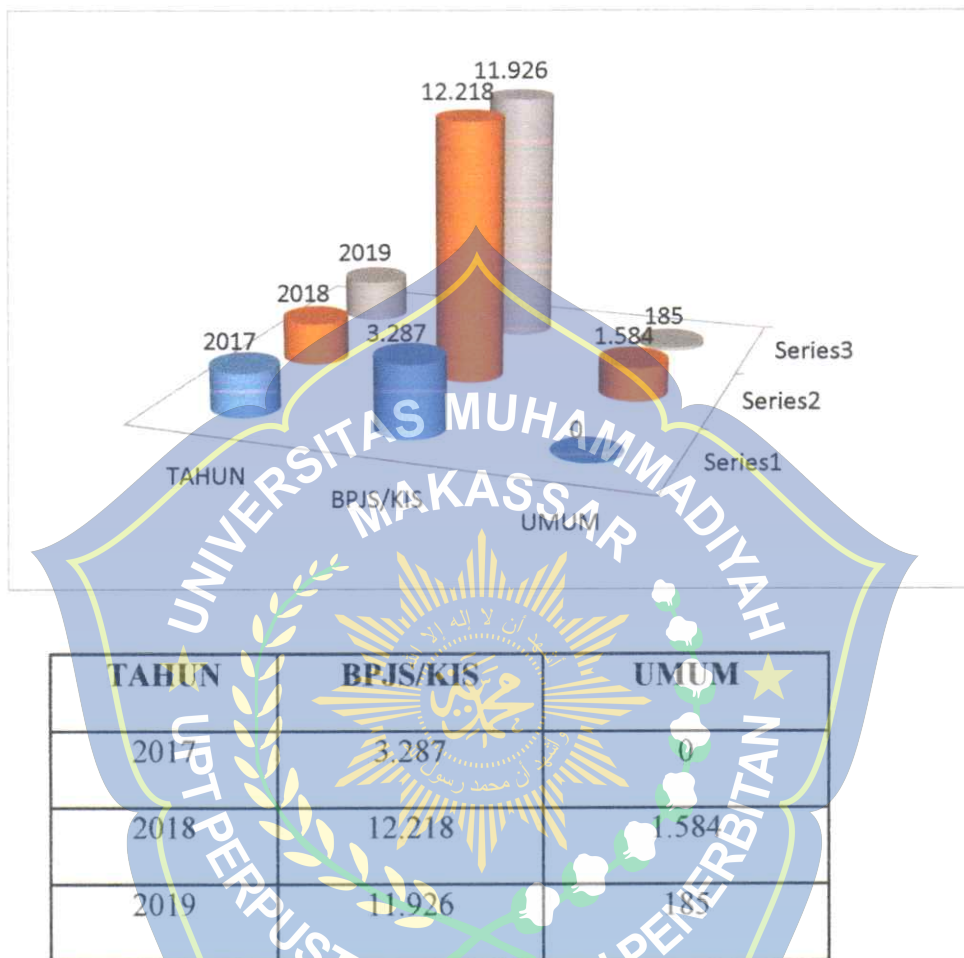 11.926
12.218
2019
2018
2017
3.287
185
1.584
0
Series3
Series2
Series1
TAHUN
BPJS/KIS
UMUM
UNIVERSITAS MUHAMMADIYAH
MAKASSAR
TAHUN BPJS/KIS UMUM
2017 3.287 0
2018 12.218 1.584
2019 11.926 185
UPT
PENERBITAN